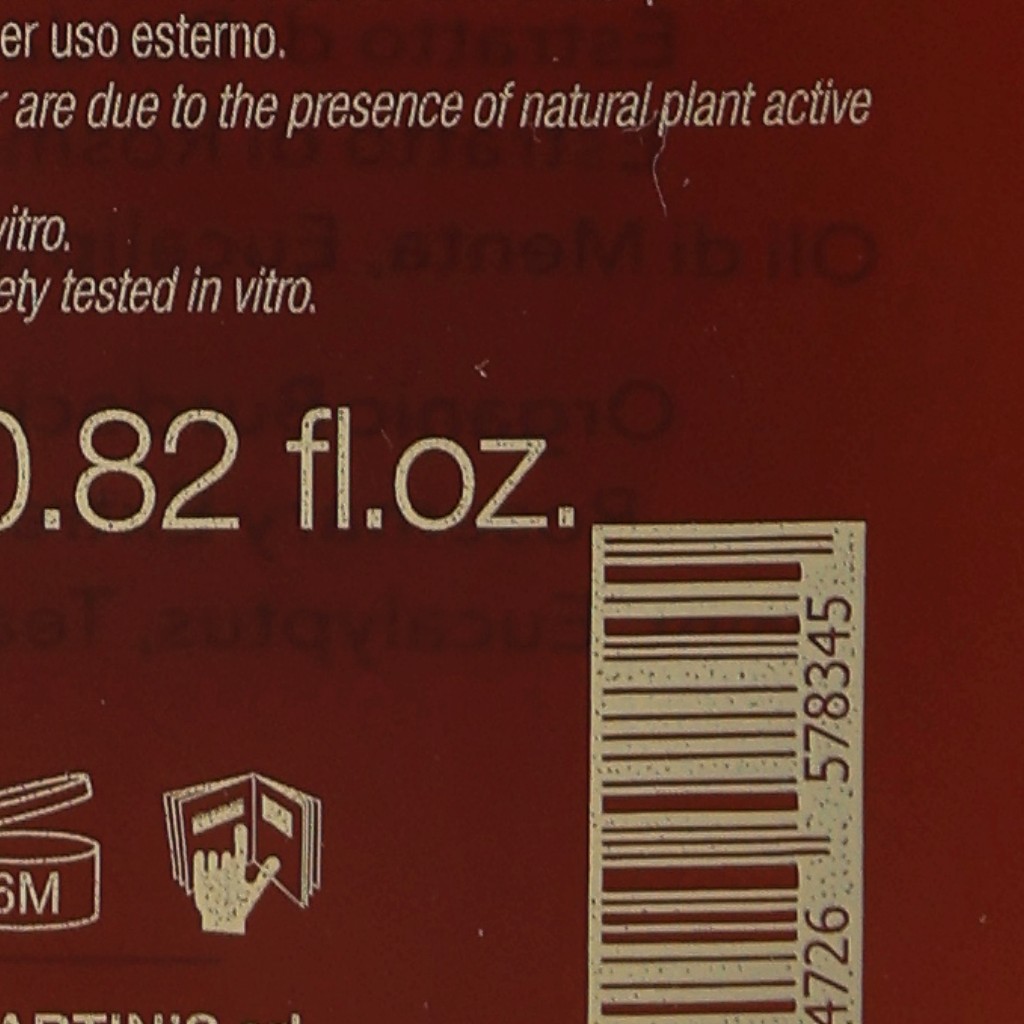 er uso esterno.
r are due to the presence of natural plant active
vitro.
ety tested in vitro.
0.82 fl.oz.
578345
6M
4726